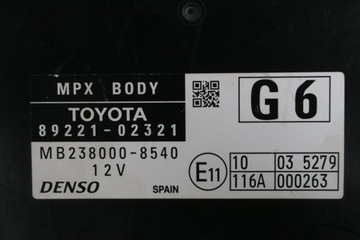 MPX BODY
TOYOTA
89221-02321
MB238000-8540
12V
DENSO
SPAIN
G6
E11
10 03 5279
116A 000263